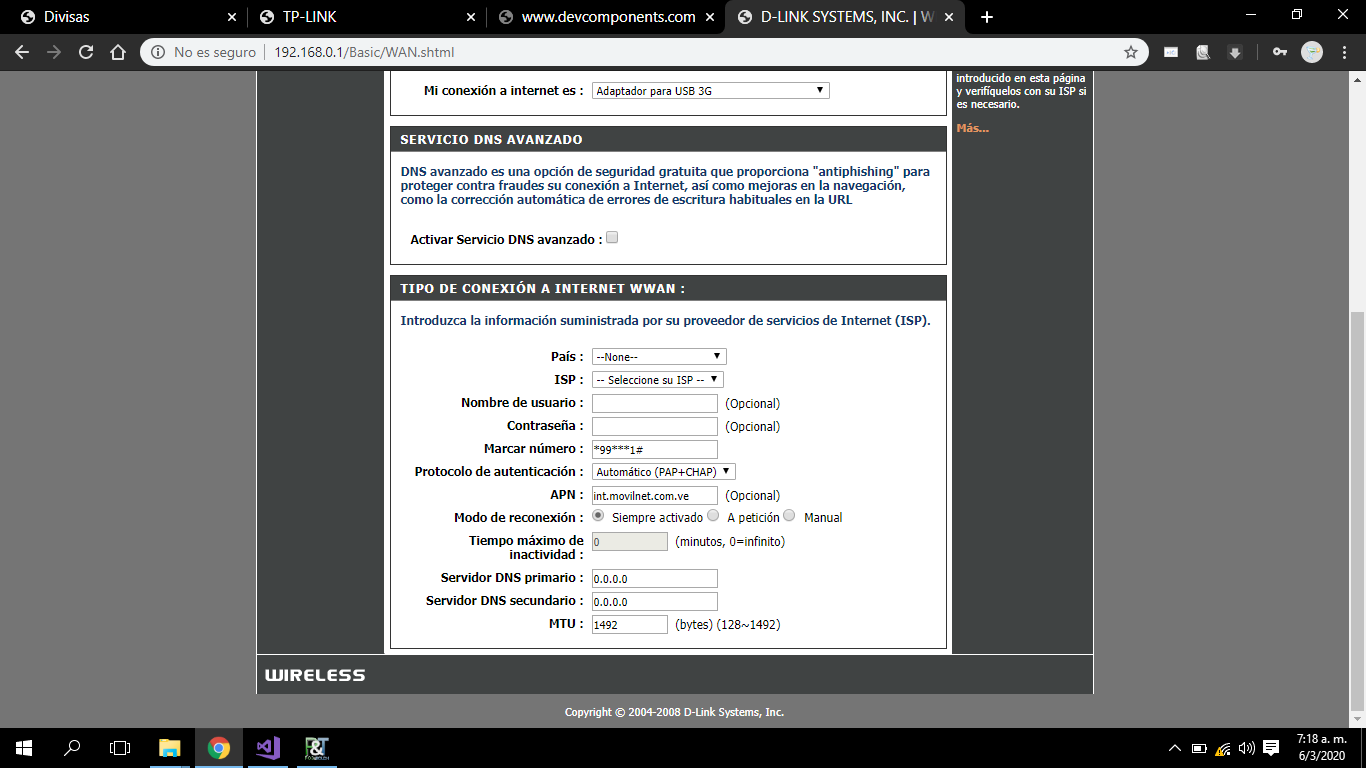 Divisas
TP-LINK
www.devcomponents.com
D-LINK SYSTEMS, INC. | W
No es seguro
192.168.0.1/Basic/WAN.shtml
Mi conexión a internet es :
Adaptador para USB 3G
introducido en esta página
y verifíquelos con su ISP si
es necesario.
Más...
SERVICIO DNS AVANZADO
DNS avanzado es una opción de seguridad gratuita que proporciona "antiphishing" para
proteger contra fraudes su conexión a Internet, así como mejoras en la navegación,
como la corrección automática de errores de escritura habituales en la URL
Activar Servicio DNS avanzado :
TIPO DE CONEXIÓN A INTERNET WWAN :
Introduzca la información suministrada por su proveedor de servicios de Internet (ISP).
País : --None--
ISP : -- Seleccione su ISP --
Nombre de usuario : (Opcional)
Contraseña : (Opcional)
Marcar número : *99***1#
Protocolo de autenticación : Automático (PAP+CHAP)
APN : int.movilnet.com.ve (Opcional)
Modo de reconexión : Siempre activado A petición Manual
Tiempo máximo de
inactividad :
0 (minutos, 0=infinito)
Servidor DNS primario : 0.0.0.0
Servidor DNS secundario : 0.0.0.0
MTU : 1492 (bytes) (128~1492)
WIRELESS
Copyright © 2004-2008 D-Link Systems, Inc.
7:18 a. m.
6/3/2020